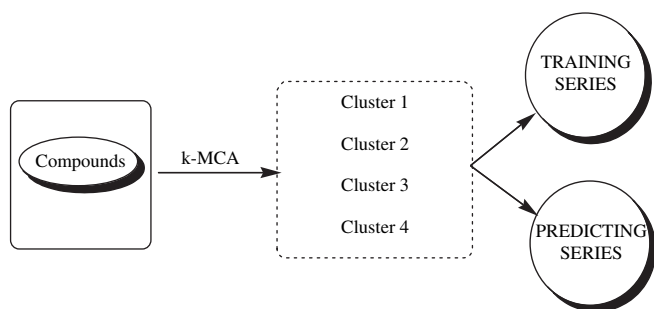 Compounds
k-MCA
Cluster 1
Cluster 2
Cluster 3
Cluster 4
TRAINING
SERIES
PREDICTING
SERIES